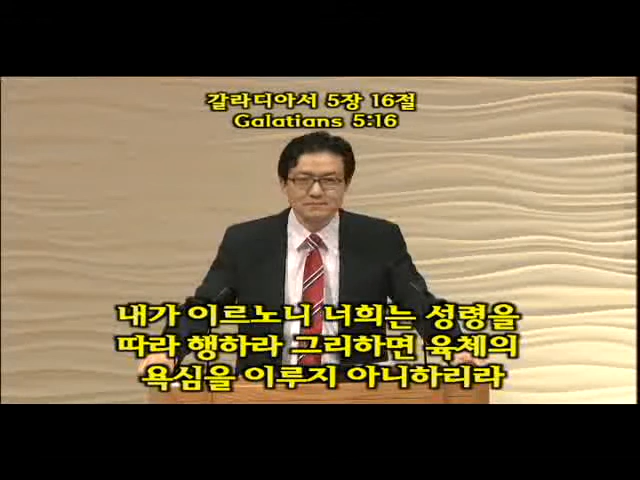 갈라디아서 5장 16절
Galatians 5:16
내가 이르노니 너희는 성령을
따라 행하라 그리하면 육체의
욕심을 이루지 아니하리라